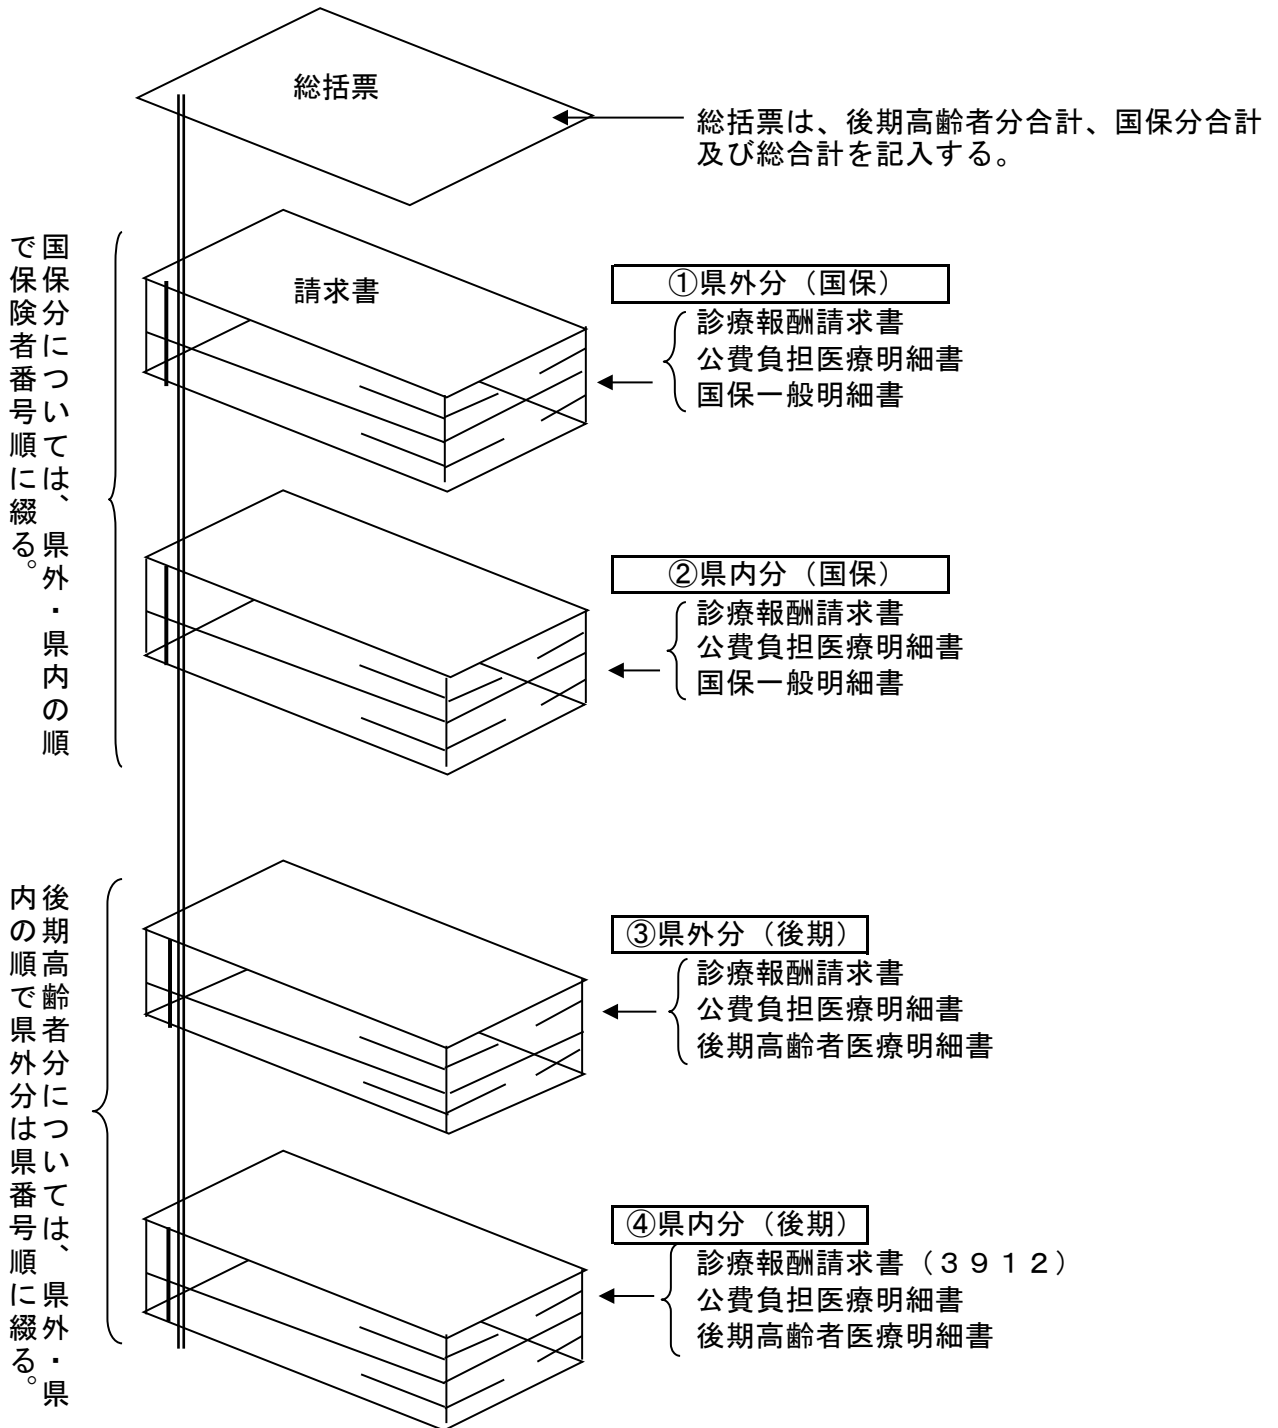 総括票
総括票は、後期高齢者分合計、国保分合計
及び総合計を記入する。
国保分については、県外・県内の順
で保険者番号順に綴る。
請求書
①県外分（国保）
診療報酬請求書
公費負担医療明細書
国保一般明細書
②県内分（国保）
診療報酬請求書
公費負担医療明細書
国保一般明細書
後期高齢者分については、県外・県
内の順で県外分は県番号順に綴る。
③県外分（後期）
診療報酬請求書
公費負担医療明細書
後期高齢者医療明細書
④県内分（後期）
診療報酬請求書（３９１２）
公費負担医療明細書
後期高齢者医療明細書